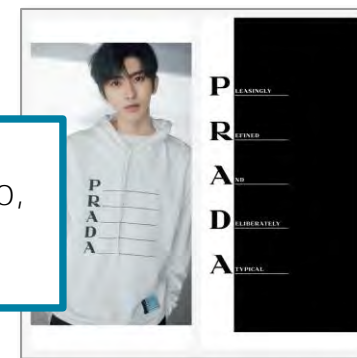 O,
P
R
A
D
A
PLEASINGLY
REFINED
AND
DELIBERATELY
ATYPICAL